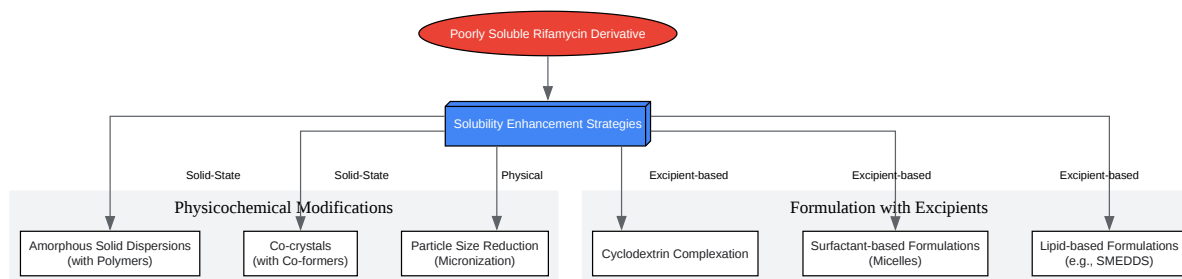 Poorly Soluble Rifamycin Derivative
Solubility Enhancement Strategies
Solid-State
Solid-State
Physical
Excipient-based
Excipient-based
Excipient-based
Physicochemical Modifications
Formulation with Excipients
Amorphous Solid Dispersions
(with Polymers)
Co-crystals
(with Co-formers)
Particle Size Reduction
(Micronization)
Cyclodextrin Complexation
Surfactant-based Formulations
(Micelles)
Lipid-based Formulations
(e.g., SMEDDS)